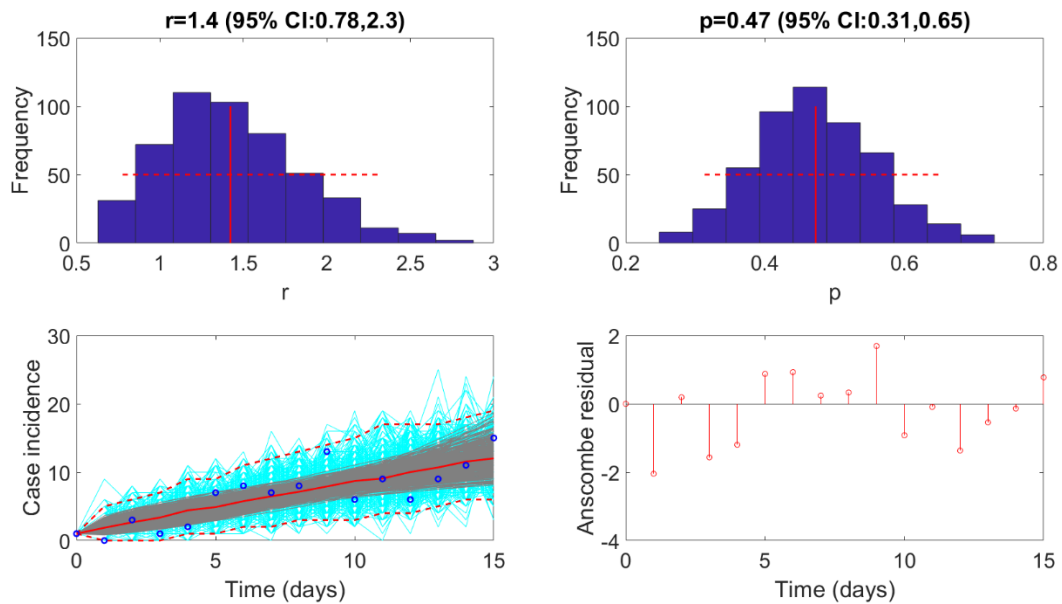 r=1.4 (95% CI:0.78,2.3)
150
100
50
0
Frequency
0.5 1 1.5 2 2.5 3
r
p=0.47 (95% CI:0.31,0.65)
150
100
50
0
Frequency
0.2 0.4 0.6 0.8
p
30
20
10
0
Case incidence
0 5 10 15
Time (days)
2
0
-2
-4
Anscombe residual
0 5 10 15
Time (days)